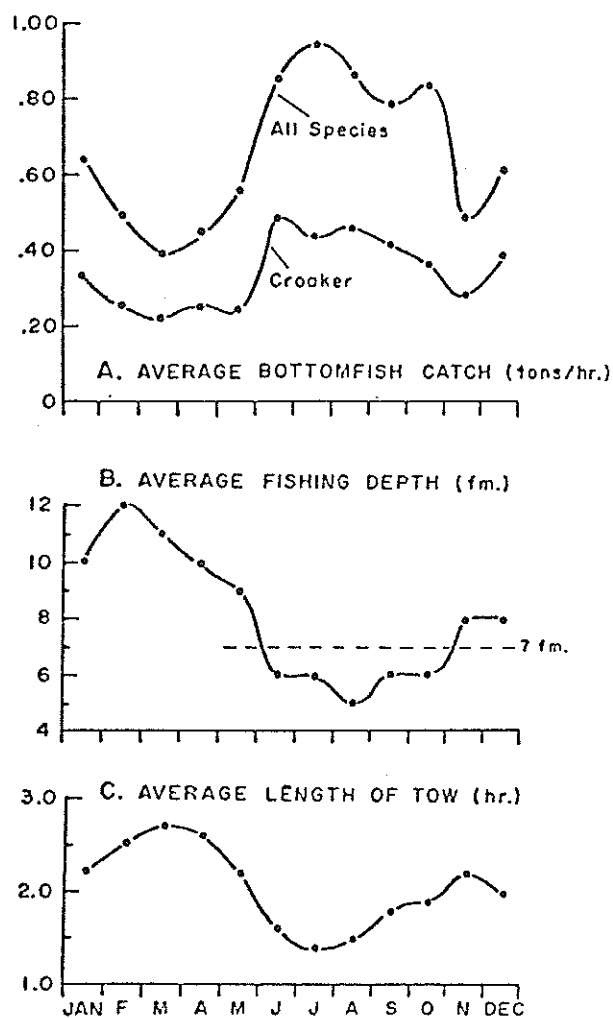 1.00
.80
All Species
.60
.40
Croaker
.20
A. AVERAGE BOTTOMFISH CATCH (tons/hr.)
0
B. AVERAGE FISHING DEPTH (fm.)
12
10
8
7 fm.
6
4
C. AVERAGE LENGTH OF TOW (hr.)
3.0
2.0
1.0
JAN F M A M J J A S O N DEC